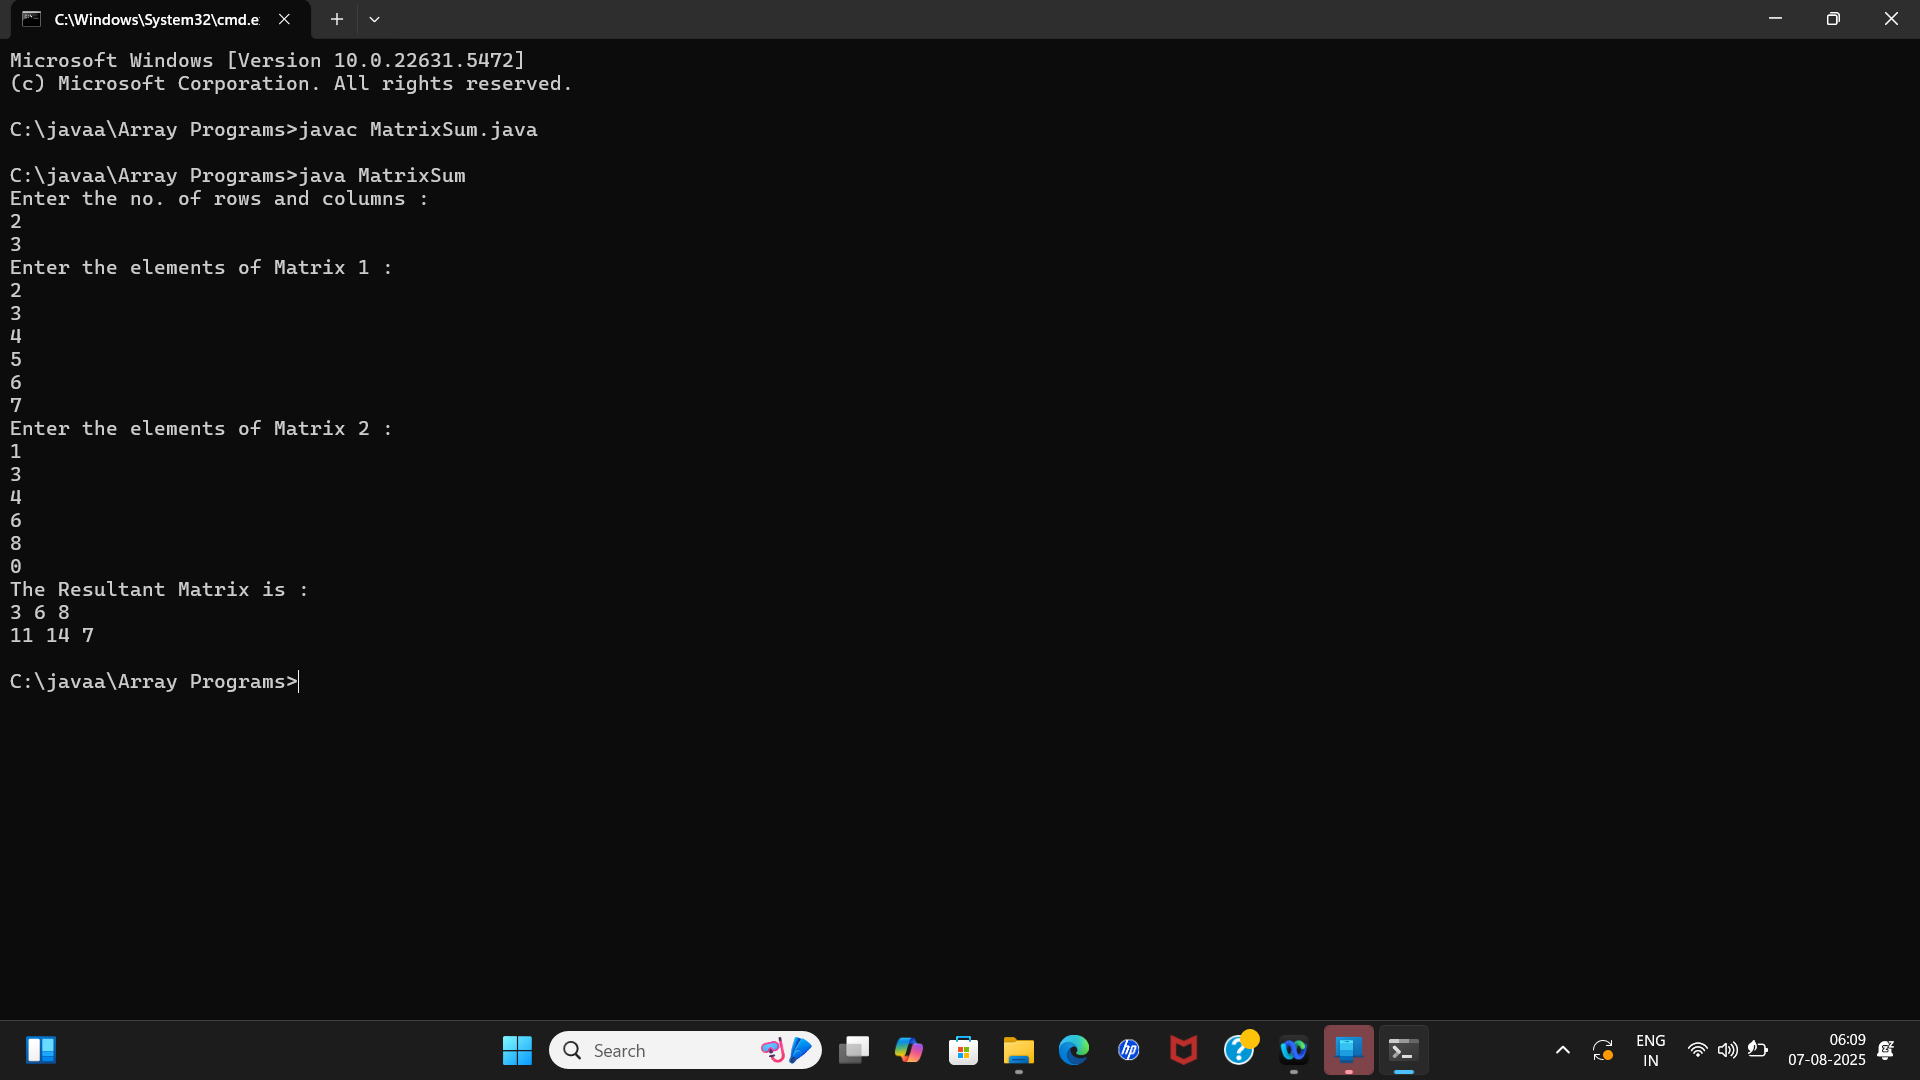 C:\Windows\System32\cmd.e
Microsoft Windows [Version 10.0.22631.5472]
(c) Microsoft Corporation. All rights reserved.
C:\javaa\Array Programs>javac MatrixSum.java
C:\javaa\Array Programs>java MatrixSum
Enter the no. of rows and columns :
2
3
Enter the elements of Matrix 1 :
2
3
4
5
6
7
Enter the elements of Matrix 2 :
1
3
4
6
8
0
The Resultant Matrix is :
3 6 8
11 14 7
C:\javaa\Array Programs>
Search
hp
ENG
IN
06:09
07-08-2025